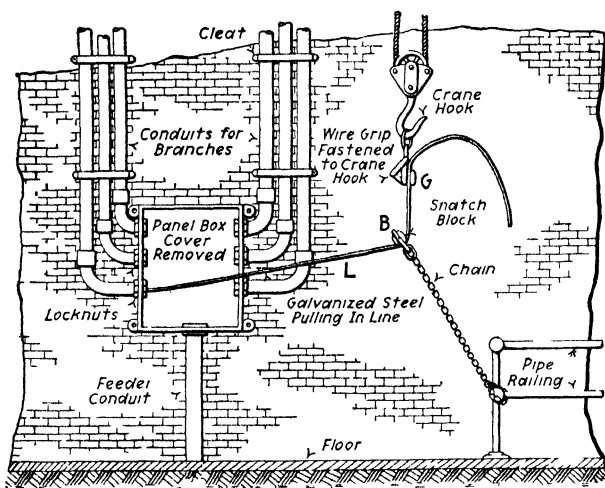 Cleat
Crane
Hook
Conduits for
Branches
Wire Grip
Fastened
to Crane
Hook
G
Snatch
Block
Panel Box
Cover
Removed
B
L
Chain
Locknuts
Galvanized Steel
Pulling In Line
Feeder
Conduit
Pipe
Railing
Floor